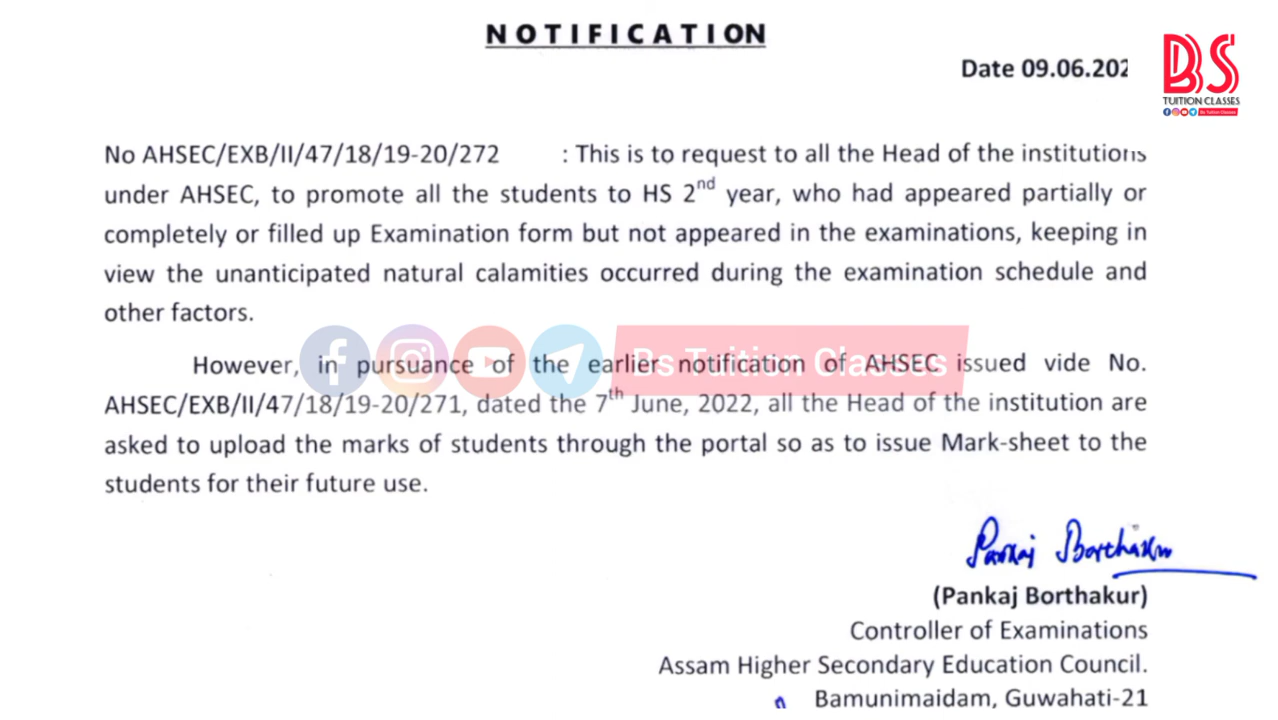 NOTIFICATION
Date 09.06.202
BS
TUITION CLASSES
Bs Tuition Classes
No AHSEC/EXB/II/47/18/19-20/272 : This is to request to all the Head of the institutions
under AHSEC, to promote all the students to HS 2nd year, who had appeared partially or
completely or filled up Examination form but not appeared in the examinations, keeping in
view the unanticipated natural calamities occurred during the examination schedule and
other factors.
However, in pursuance of the earlier notification of AHSEC issued vide No.
Bs Tuition Classes
AHSEC/EXB/II/47/18/19-20/271, dated the 7th June, 2022, all the Head of the institution are
asked to upload the marks of students through the portal so as to issue Mark-sheet to the
students for their future use.
Pankaj Borthakur
(Pankaj Borthakur)
Controller of Examinations
Assam Higher Secondary Education Council.
Bamunimaidam, Guwahati-21